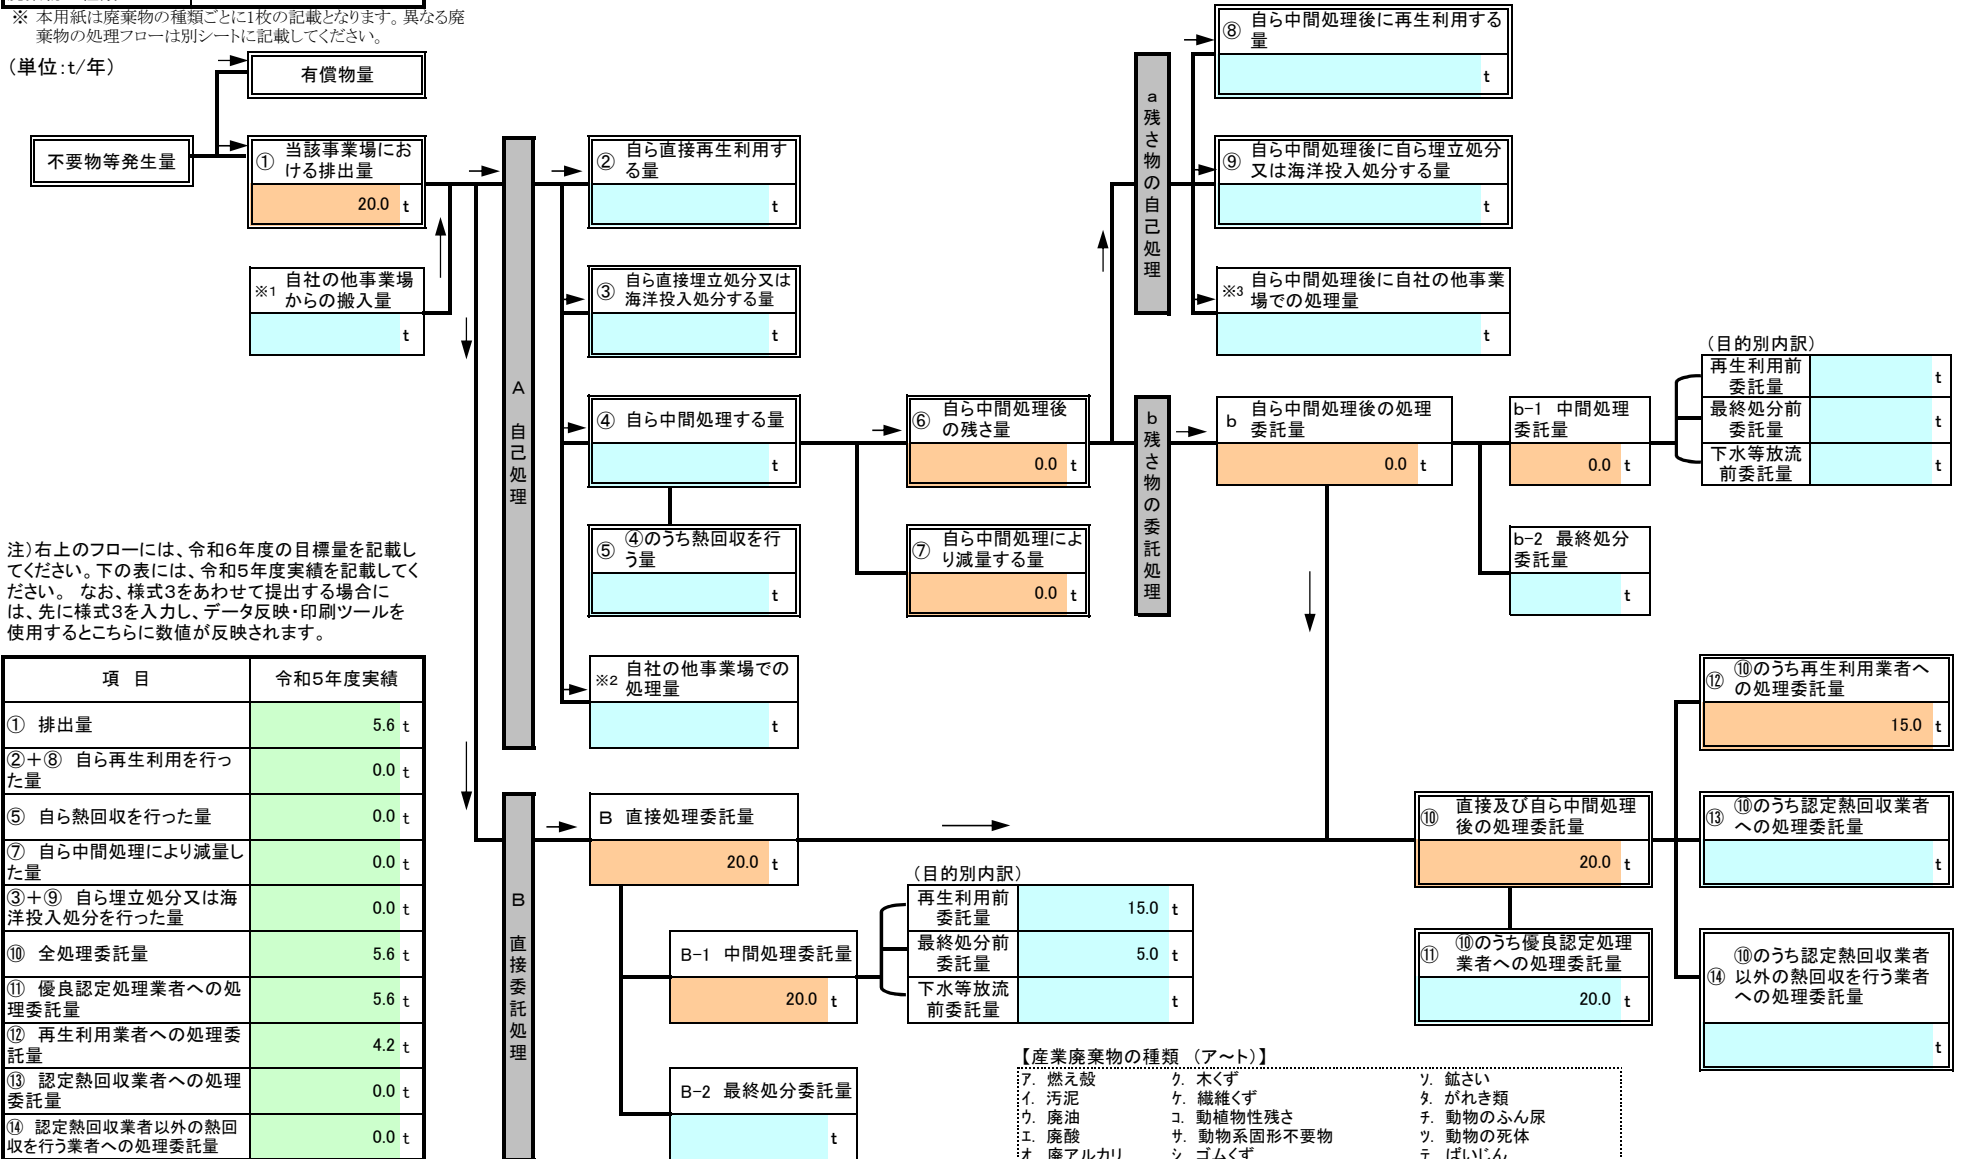 ※ 本用紙は廃棄物の種類ごとに1枚の記載となります。異なる廃
棄物の処理フローは別シートに記載してください。
（単位：t/年）
有償物量
不要物等発生量
① 当該事業場にお
ける排出量
20.0 t
※1 自社の他事業場
からの搬入量
t
A 自己処理
② 自ら直接再生利用す
る量
t
③ 自ら直接埋立処分又は
海洋投入処分する量
t
④ 自ら中間処理する量
t
⑤ ④のうち熱回収を行
う量
t
※2 自社の他事業場での
処理量
t
⑥ 自ら中間処理後
の残さ量
0.0 t
⑦ 自ら中間処理によ
り減量する量
0.0 t
a 残さ物の自己処理
⑧ 自ら中間処理後に再生利用する
量
t
⑨ 自ら中間処理後に自ら埋立処分
又は海洋投入処分する量
t
※3 自ら中間処理後に自社の他事業
場での処理量
t
b 残さ物の委託処理
b 自ら中間処理後の処理
委託量
0.0 t
b-1 中間処理
委託量
0.0 t
（目的別内訳）
再生利用前
委託量
t
最終処分前
委託量
t
下水等放流
前委託量
t
b-2 最終処分
委託量
t
注）右上のフローには、令和６年度の目標量を記載し
てください。下の表には、令和５年度実績を記載してく
ださい。 なお、様式３をあわせて提出する場合に
は、先に様式３を入力し、データ反映・印刷ツールを
使用するとこちらに数値が反映されます。
項 目 令和５年度実績
① 排出量 5.6 t
②＋⑧ 自ら再生利用を行っ
た量 0.0 t
⑤ 自ら熱回収を行った量 0.0 t
⑦ 自ら中間処理により減量し
た量 0.0 t
③＋⑨ 自ら埋立処分又は海
洋投入処分を行った量 0.0 t
⑩ 全処理委託量 5.6 t
⑪ 優良認定処理業者への処
理委託量 5.6 t
⑫ 再生利用業者への処理委
託量 4.2 t
⑬ 認定熱回収業者への処理
委託量 0.0 t
⑭ 認定熱回収業者以外の熱回
収を行う業者への処理委託量 0.0 t
B 直接委託処理
B 直接処理委託量
20.0 t
B-1 中間処理委託量
20.0 t
（目的別内訳）
再生利用前
委託量
15.0 t
最終処分前
委託量
5.0 t
下水等放流
前委託量
t
B-2 最終処分委託量
t
⑩ 直接及び自ら中間処理
後の処理委託量
20.0 t
⑪ ⑩のうち優良認定処理
業者への処理委託量
20.0 t
⑫ ⑩のうち再生利用業者へ
の処理委託量
15.0 t
⑬ ⑩のうち認定熱回収業者
への処理委託量
t
⑭ ⑩のうち認定熱回収業者
以外の熱回収を行う業者
への処理委託量
t
【産業廃棄物の種類 （ア～ト）】
ア. 燃え殻 ク. 木くず ソ. 鉱さい
イ. 汚泥 ケ. 繊維くず タ. がれき類
ウ. 廃油 コ. 動植物性残さ チ. 動物のふん尿
エ. 廃酸 サ. 動物系固形不要物 ツ. 動物の死体
オ. 廃アルカリ シ. ゴムくず テ. ばいじん